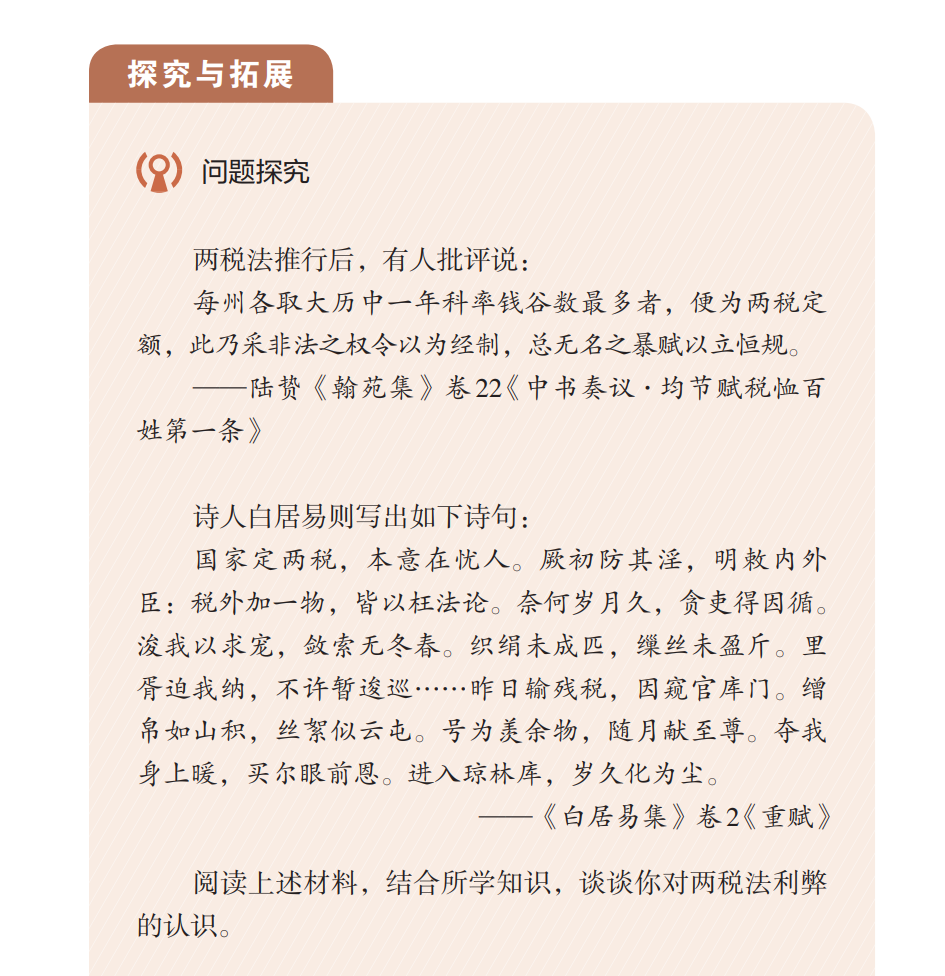 探究与拓展
问题探究
两税法推行后，有人批评说：
每州各取大历中一年科率钱谷数最多者，便为两税定
额，此乃采非法之权令以为经制，总无名之暴赋以立恒规。
——陆贽《翰苑集》卷22《中书奏议·均节赋税恤百
姓第一条》
诗人白居易则写出如下诗句：
国家定两税，本意在忧人。厥初防其淫，明敕内外
臣：税外加一物，皆以枉法论。奈何岁月久，贪吏得因循。
浚我以求宠，敛索无冬春。织绢未成匹，缫丝未盈斤。里
胥迫我纳，不许暂逡巡……昨日输残税，因窥官库门。缯
帛如山积，丝絮似云屯。号为羡余物，随月献至尊。夺我
身上暖，买尔眼前恩。进入琼林库，岁久化为尘。
——《白居易集》卷2《重赋》
阅读上述材料，结合所学知识，谈谈你对两税法利弊
的认识。